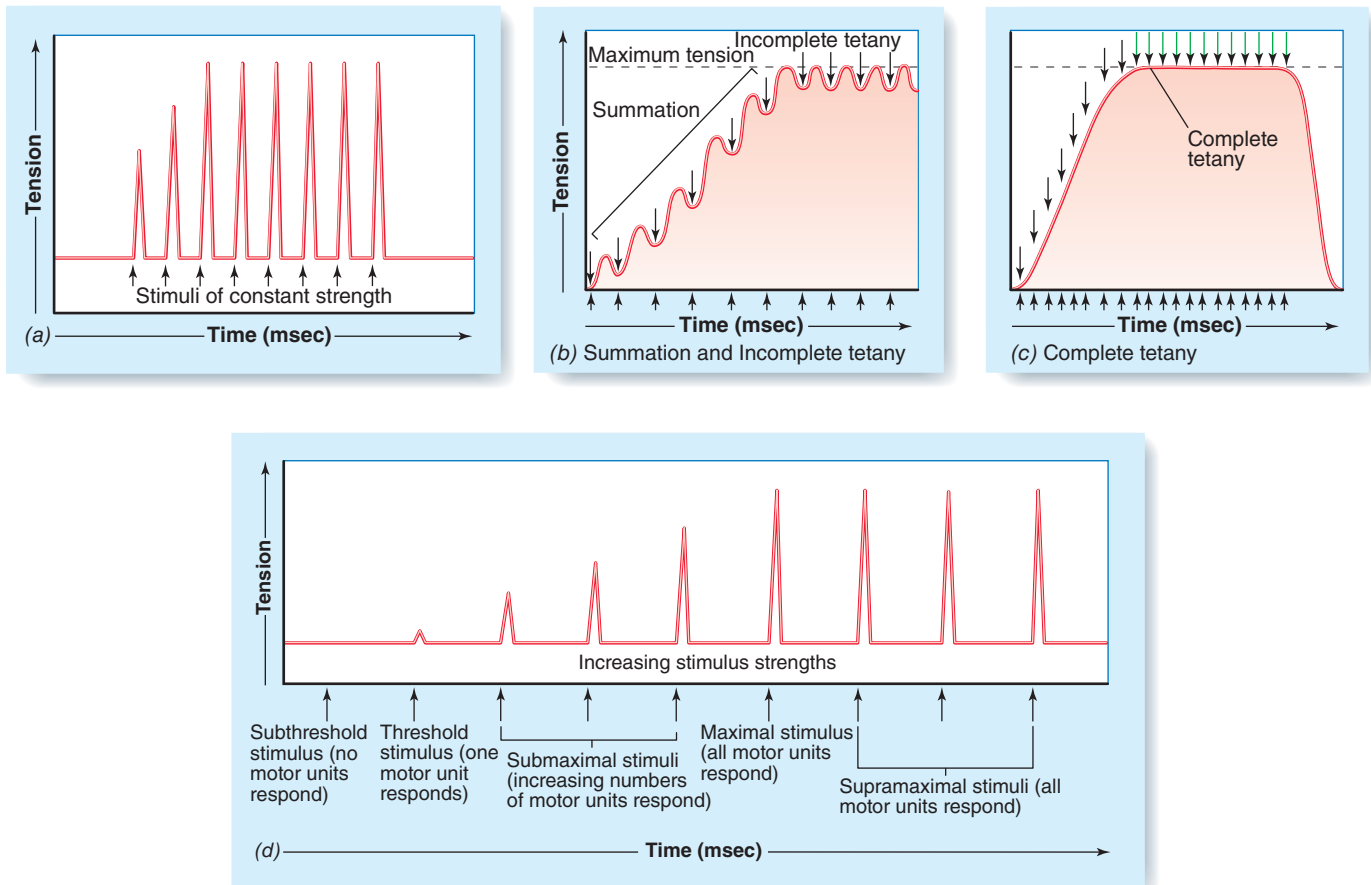 Tension
Stimuli of constant strength
(a)
Time (msec)
Tension
Incomplete tetany
Maximum tension
Summation
Time (msec)
(b) Summation and Incomplete tetany
Complete
tetany
Time (msec)
(c) Complete tetany
Tension
Tension
Increasing stimulus strengths
Subthreshold
stimulus (no
motor units
respond)
Threshold
stimulus (one
motor unit
responds)
Submaximal stimuli
(increasing numbers
of motor units respond)
Maximal stimulus
(all motor units
respond)
Supramaximal stimuli (all
motor units respond)
(d)
Time (msec)